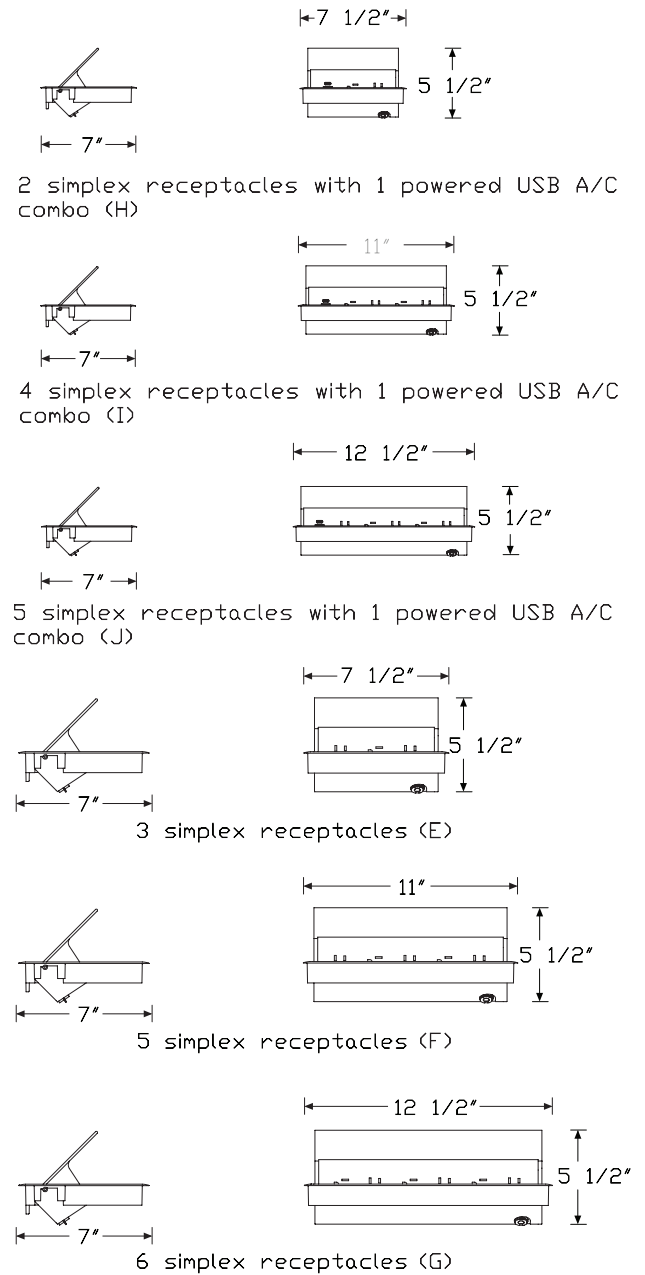 7 1/2"
5 1/2"
7"
2 simplex receptacles with 1 powered USB A/C
combo (H)
11"
5 1/2"
7"
4 simplex receptacles with 1 powered USB A/C
combo (I)
12 1/2"
5 1/2"
7"
5 simplex receptacles with 1 powered USB A/C
combo (J)
7 1/2"
5 1/2"
7"
3 simplex receptacles (E)
11"
5 1/2"
7"
5 simplex receptacles (F)
12 1/2"
5 1/2"
7"
6 simplex receptacles (G)